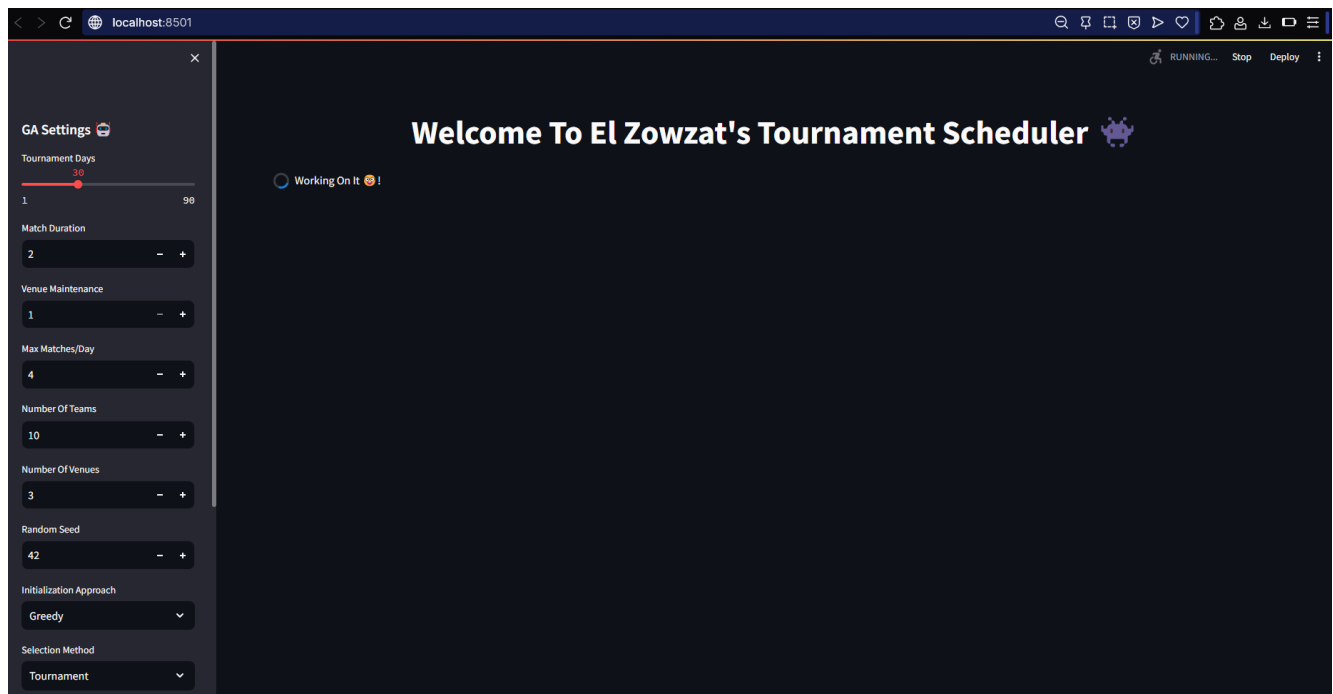 localhost:8501
RUNNING... Stop Deploy
GA Settings 🤖
Tournament Days
30
1 90
Match Duration
2 - +
Venue Maintenance
1 - +
Max Matches/Day
4 - +
Number Of Teams
10 - +
Number Of Venues
3 - +
Random Seed
42 - +
Initialization Approach
Greedy
Selection Method
Tournament
Welcome To El Zowzat's Tournament Scheduler 👾
Working On It 🤓!